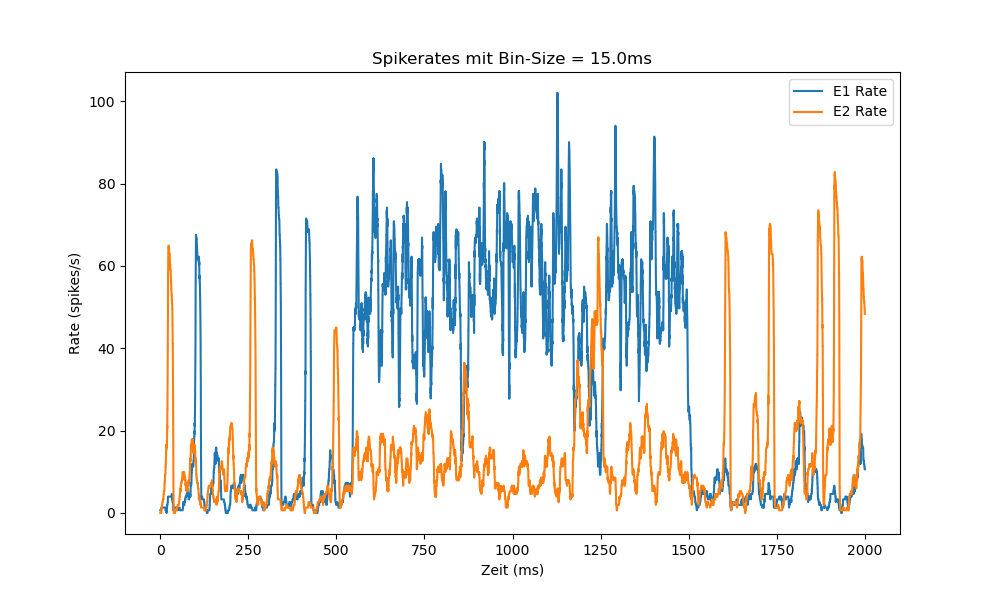 Spikerates mit Bin-Size = 15.0ms
E1 Rate
E2 Rate
Rate (spikes/s)
100
80
60
40
20
0
0 250 500 750 1000 1250 1500 1750 2000
Zeit (ms)